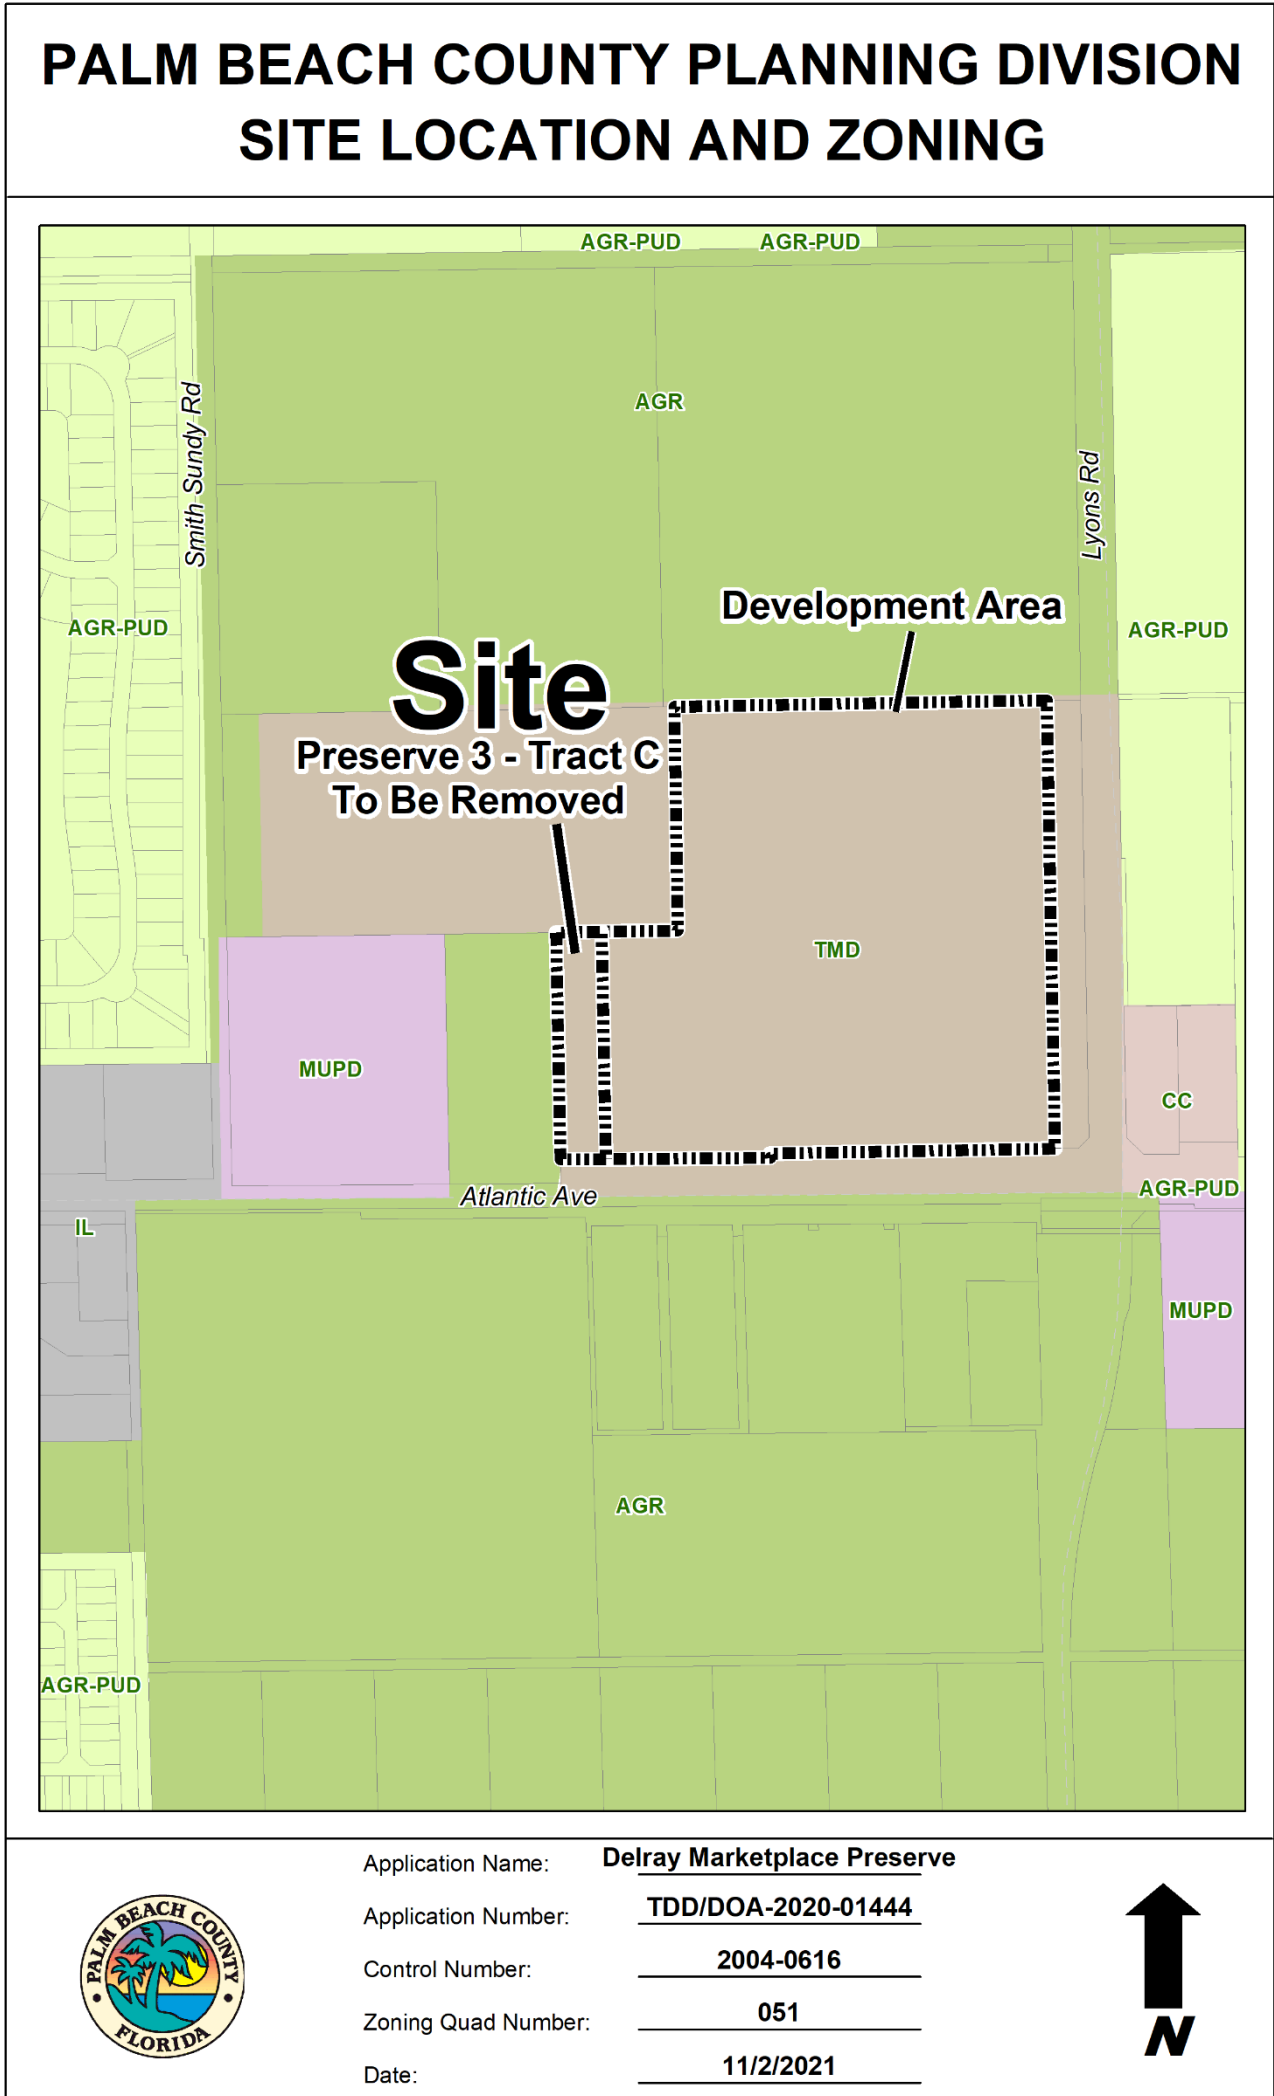 PALM BEACH COUNTY PLANNING DIVISION
SITE LOCATION AND ZONING
AGR-PUD
AGR-PUD
AGR
Smith Sundy Rd
Lyons Rd
Development Area
AGR-PUD
AGR-PUD
Site
Preserve 3 - Tract C
To Be Removed
TMD
MUPD
CC
AGR-PUD
Atlantic Ave
IL
MUPD
AGR
AGR-PUD
Application Name: Delray Marketplace Preserve
Application Number: TDD/DOA-2020-01444
Control Number: 2004-0616
Zoning Quad Number: 051
Date: 11/2/2021
PALM BEACH COUNTY
FLORIDA
N